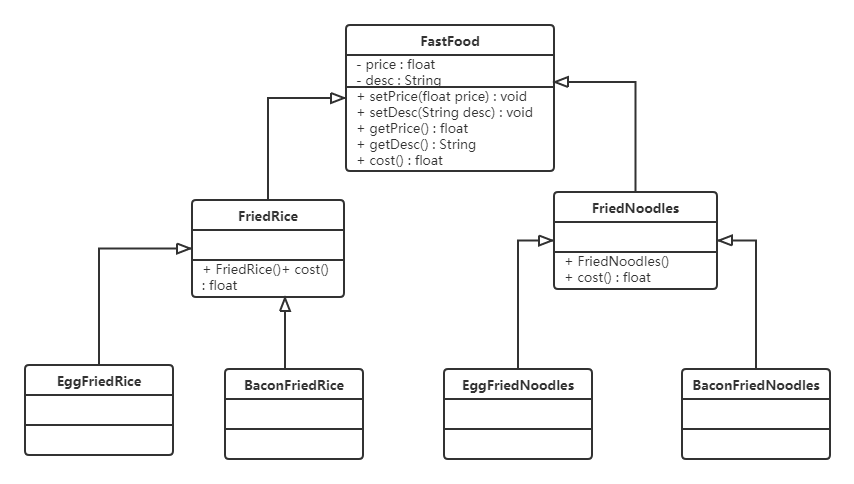 FastFood
- price : float
- desc : String
+ setPrice(float price) : void
+ setDesc(String desc) : void
+ getPrice() : float
+ getDesc() : String
+ cost() : float
FriedRice
+ FriedRice()+ cost()
: float
FriedNoodles
+ FriedNoodles()
+ cost() : float
EggFriedRice
BaconFriedRice
EggFriedNoodles
BaconFriedNoodles